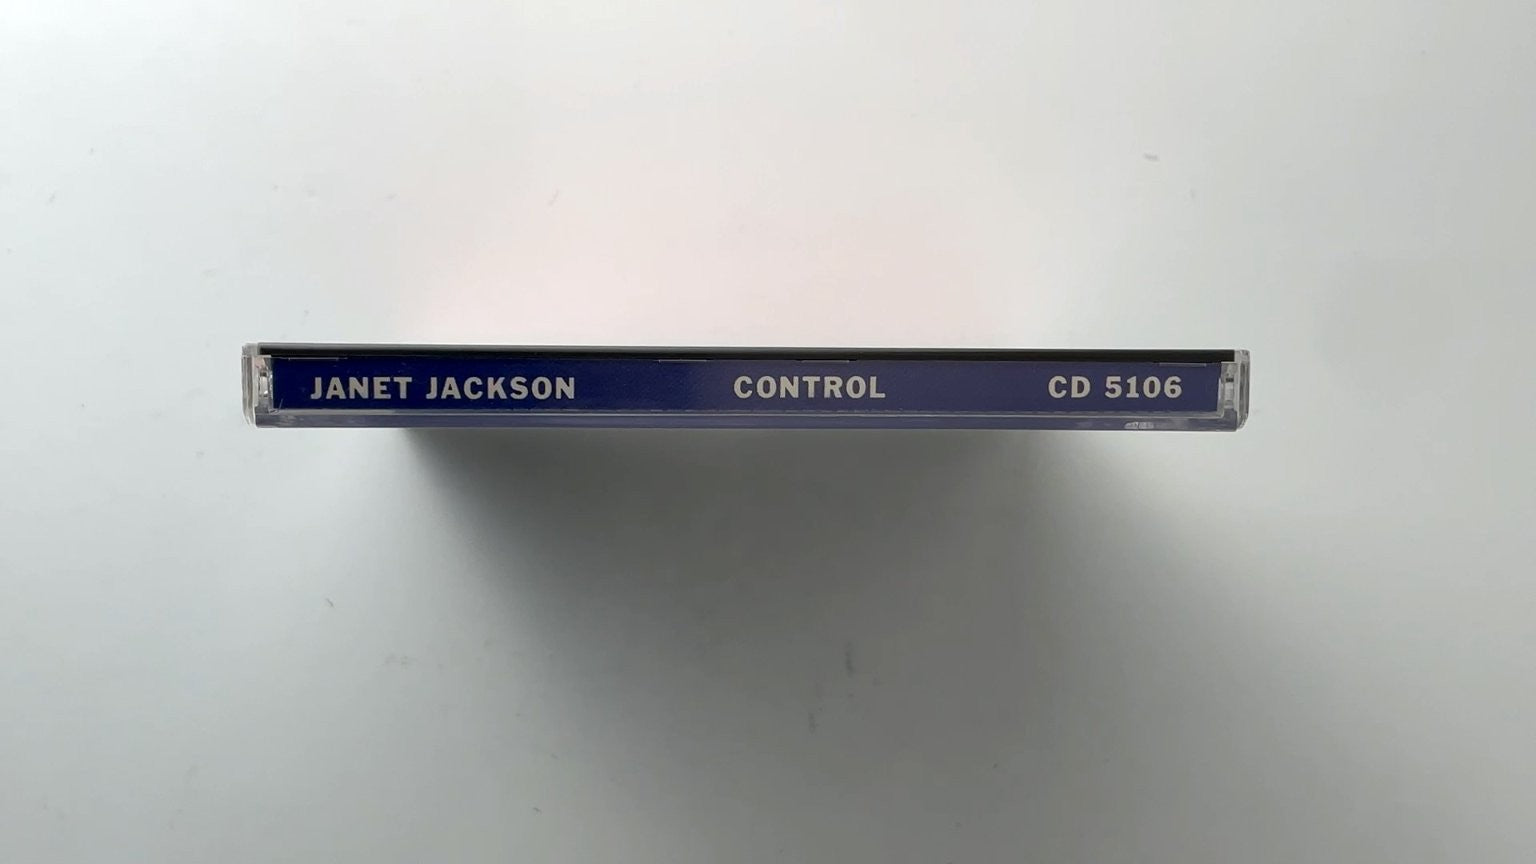 JANET JACKSON CONTROL CD 5106